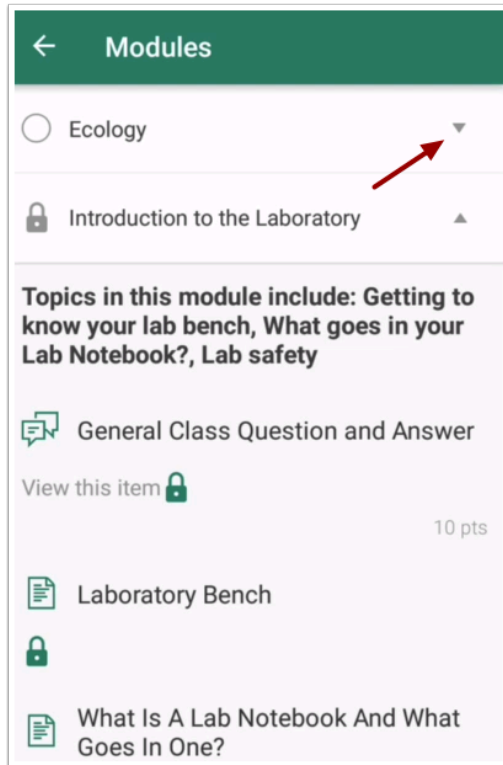 Modules
Ecology
Introduction to the Laboratory
Topics in this module include: Getting to
know your lab bench, What goes in your
Lab Notebook?, Lab safety
General Class Question and Answer
View this item
10 pts
Laboratory Bench
What Is A Lab Notebook And What
Goes In One?